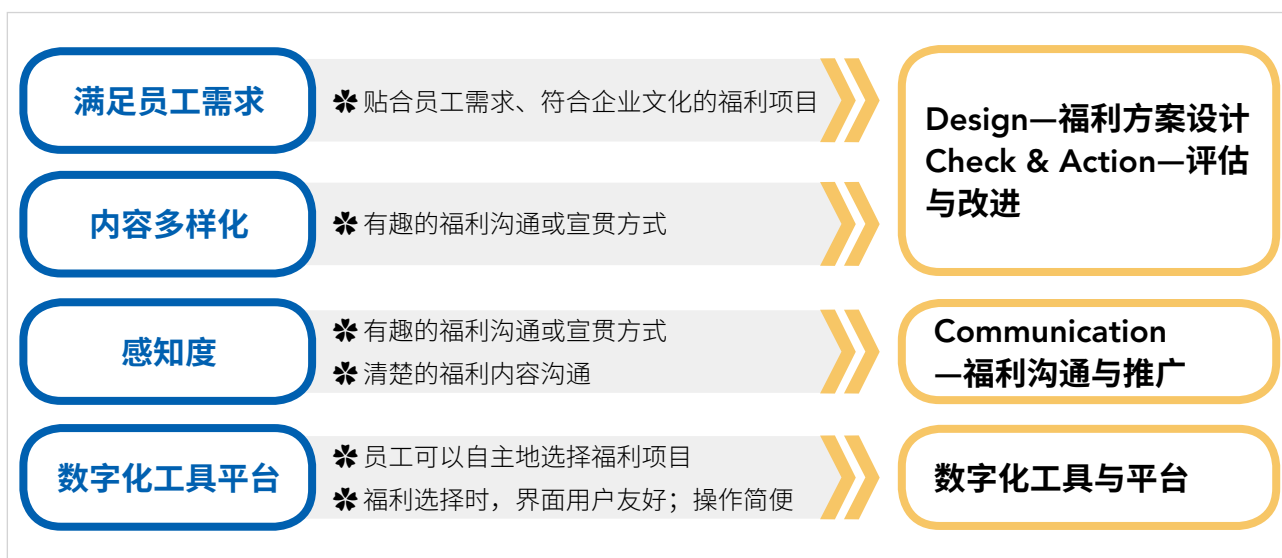 满足员工需求
✽ 贴合员工需求、符合企业文化的福利项目
内容多样化
✽ 有趣的福利沟通或宣贯方式
Design—福利方案设计
Check & Action—评估
与改进
感知度
✽ 有趣的福利沟通或宣贯方式
✽ 清楚的福利内容沟通
Communication
—福利沟通与推广
数字化工具平台
✽ 员工可以自主地选择福利项目
✽ 福利选择时，界面用户友好；操作简便
数字化工具与平台